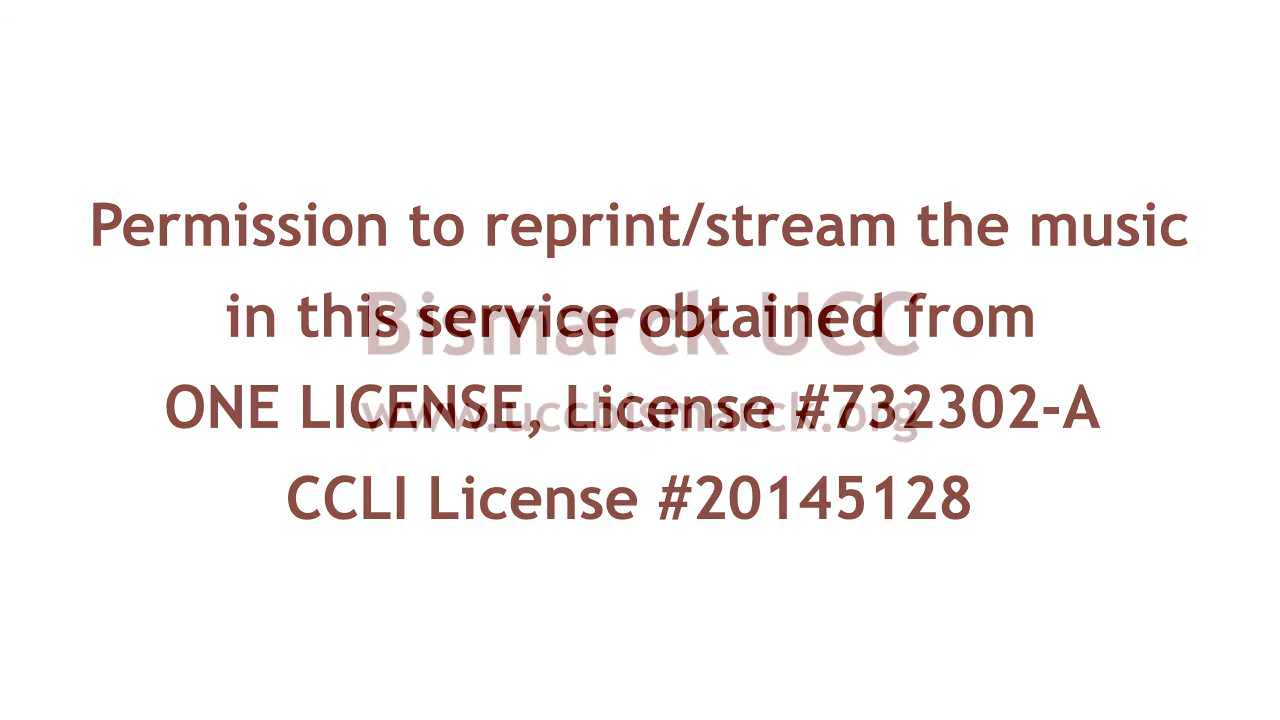 Permission to reprint/stream the music
in this service obtained from
Bismarck UCC
ONE LICENSE, License #732302-A
www.uccbismarck.org
CCLI License #20145128